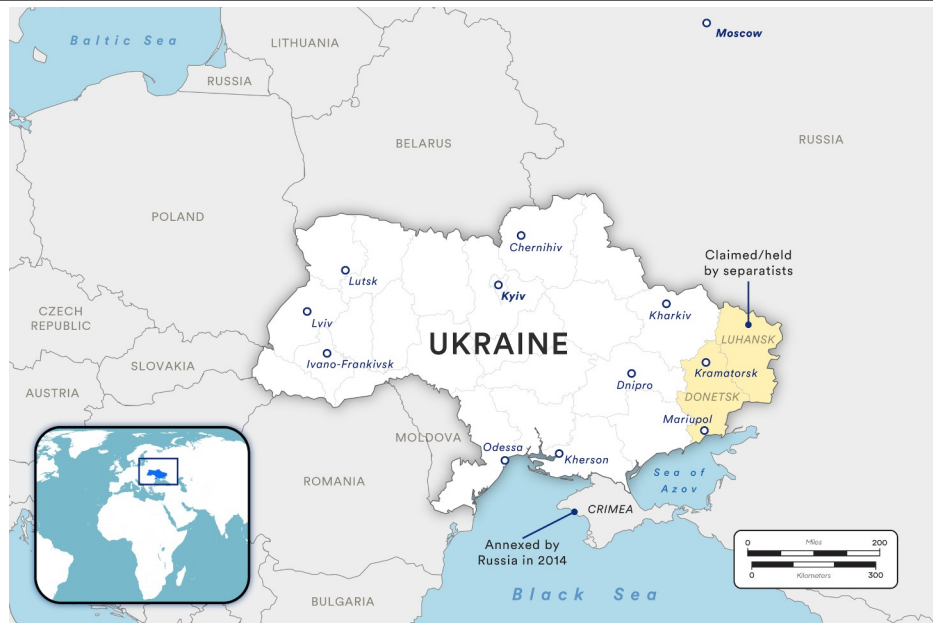 Baltic Sea
LITHUANIA
RUSSIA
Moscow
BELARUS
RUSSIA
POLAND
Chernihiv
Claimed/held
by separatists
Lutsk
Kyiv
CZECH
REPUBLIC
Lviv
Kharkiv
UKRAINE
LUHANSK
SLOVAKIA
Ivano-Frankivsk
Kramatorsk
Dnipro
AUSTRIA
DONETSK
Mariupol
MOLDOVA
Odessa
Kherson
Sea of
Azov
ROMANIA
CRIMEA
Annexed by
Russia in 2014
Black Sea
BULGARIA
0 Miles 200
0 Kilometers 300